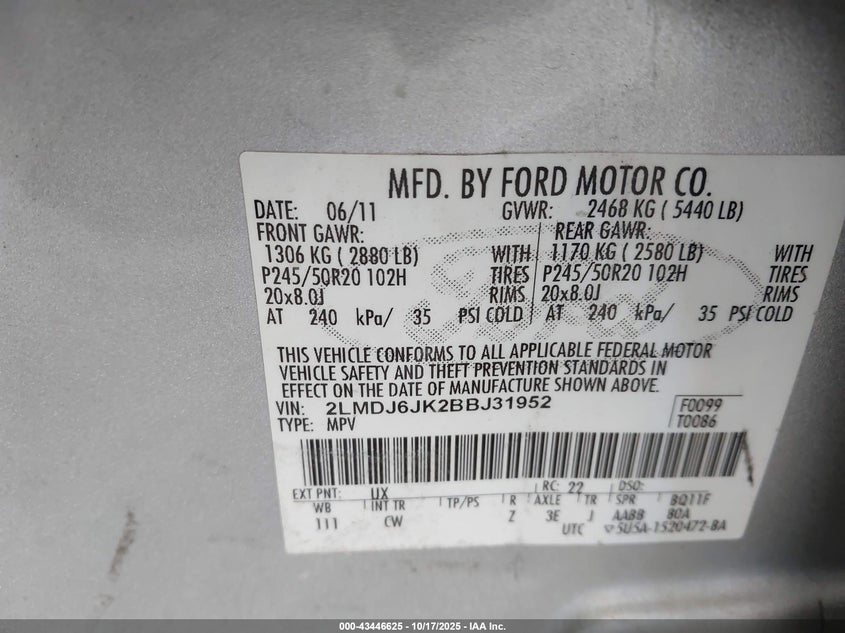 MFD. BY FORD MOTOR CO.
DATE: 06/11 GVWR: 2468 KG ( 5440 LB)
FRONT GAWR: REAR GAWR:
1306 KG ( 2880 LB) WITH 1170 KG ( 2580 LB) WITH
P245/50R20 102H TIRES P245/50R20 102H TIRES
20x8.0J RIMS 20x8.0J RIMS
AT 240 kPa/ 35 PSI COLD AT 240 kPa/ 35 PSI COLD
THIS VEHICLE CONFORMS TO ALL APPLICABLE FEDERAL MOTOR
VEHICLE SAFETY AND THEFT PREVENTION STANDARDS IN
EFFECT ON THE DATE OF MANUFACTURE SHOWN ABOVE.
VIN: 2LMDJ6JK2BBJ31952 F0099
TYPE: MPV T0086
EXT PNT: UX RC: 22 DSO:
WB INT TR TP/PS R AXLE TR SPR BQ11F
111 CW Z 3E J AABB 80A
UTC 5U5A-1520472-BA
000-43446625 - 10/17/2025 - IAA Inc.